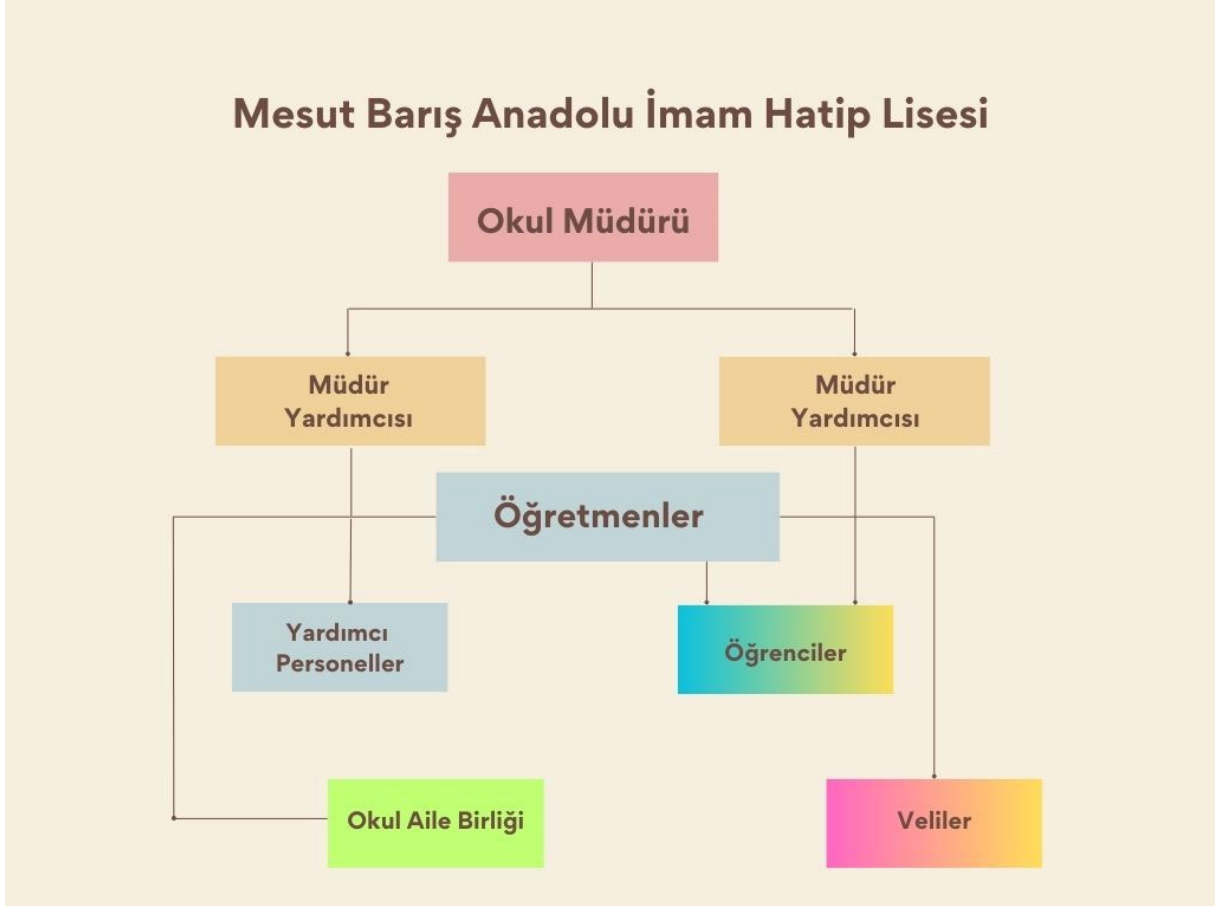 Mesut Barış Anadolu İmam Hatip Lisesi
Okul Müdürü
Müdür
Yardımcısı
Müdür
Yardımcısı
Öğretmenler
Yardımcı
Personeller
Öğrenciler
Okul Aile Birliği
Veliler